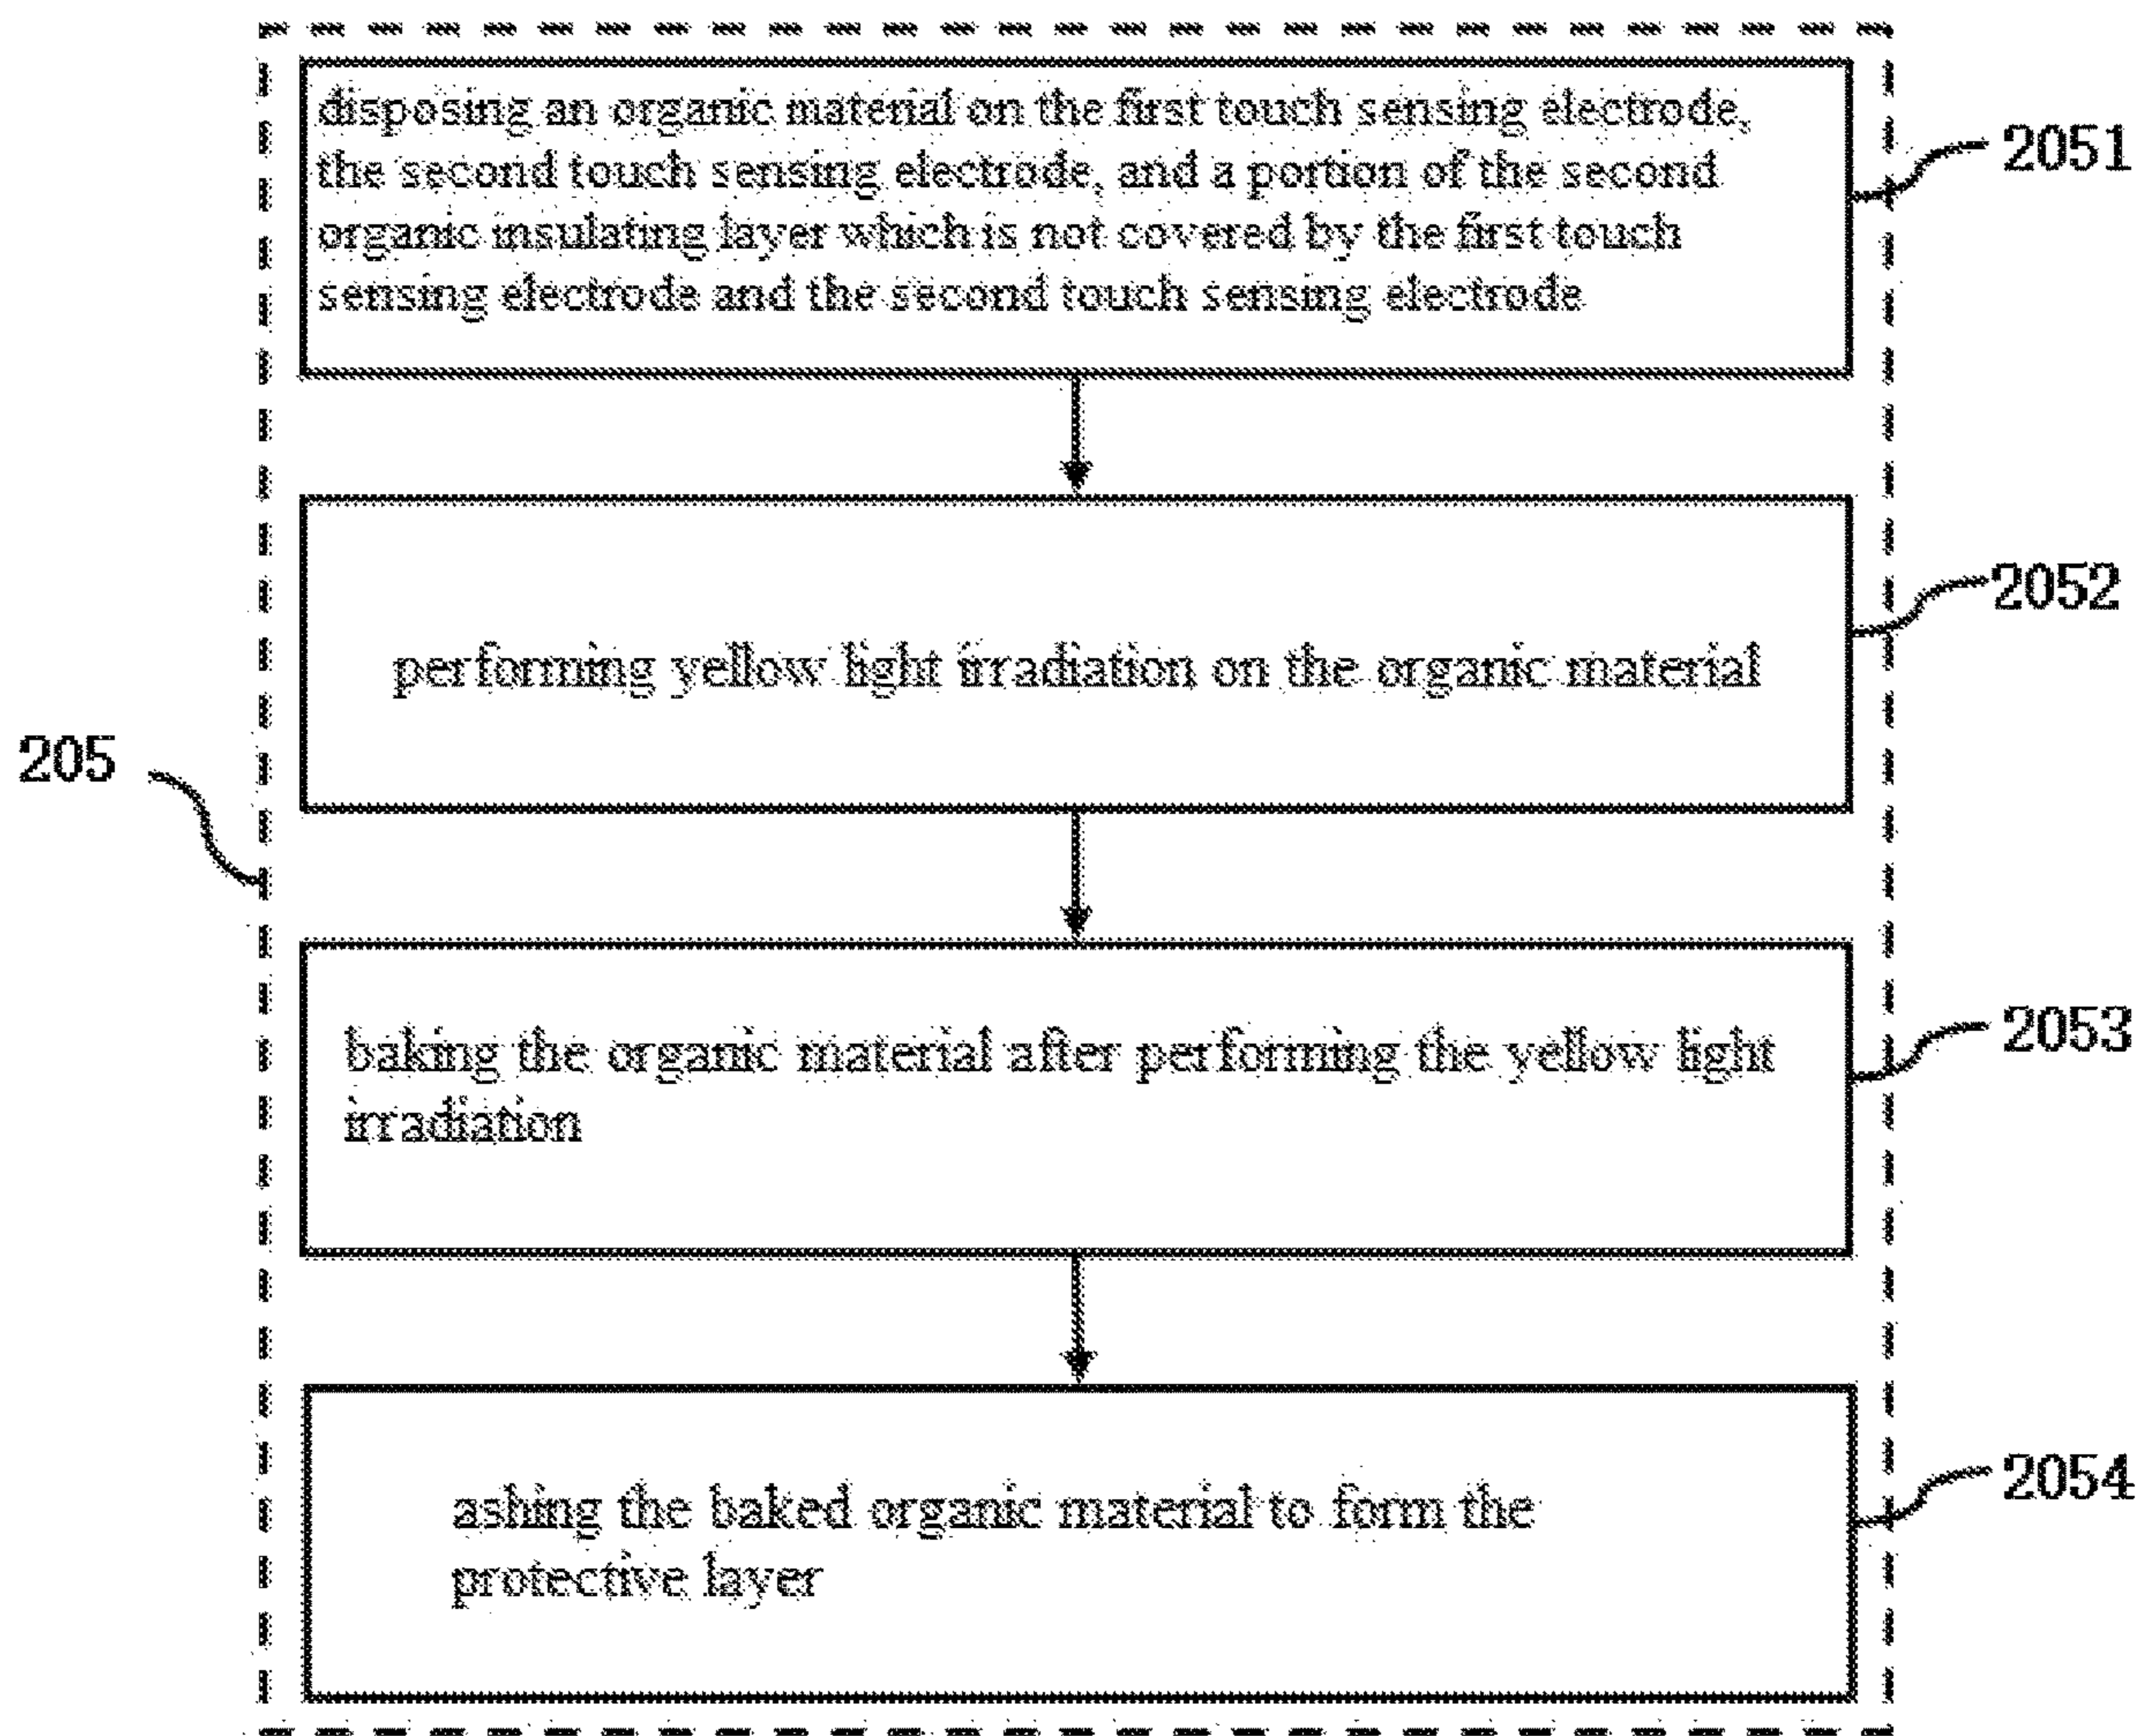 disposing an organic material on the first touch sensing electrode,
the second touch sensing electrode, and a portion of the second
organic insulating layer which is not covered by the first touch
sensing electrode and the second touch sensing electrode
2051
performing yellow light irradiation on the organic material
2052
205
baking the organic material after performing the yellow light
irradiation
2053
ashing the baked organic material to form the
protective layer
2054